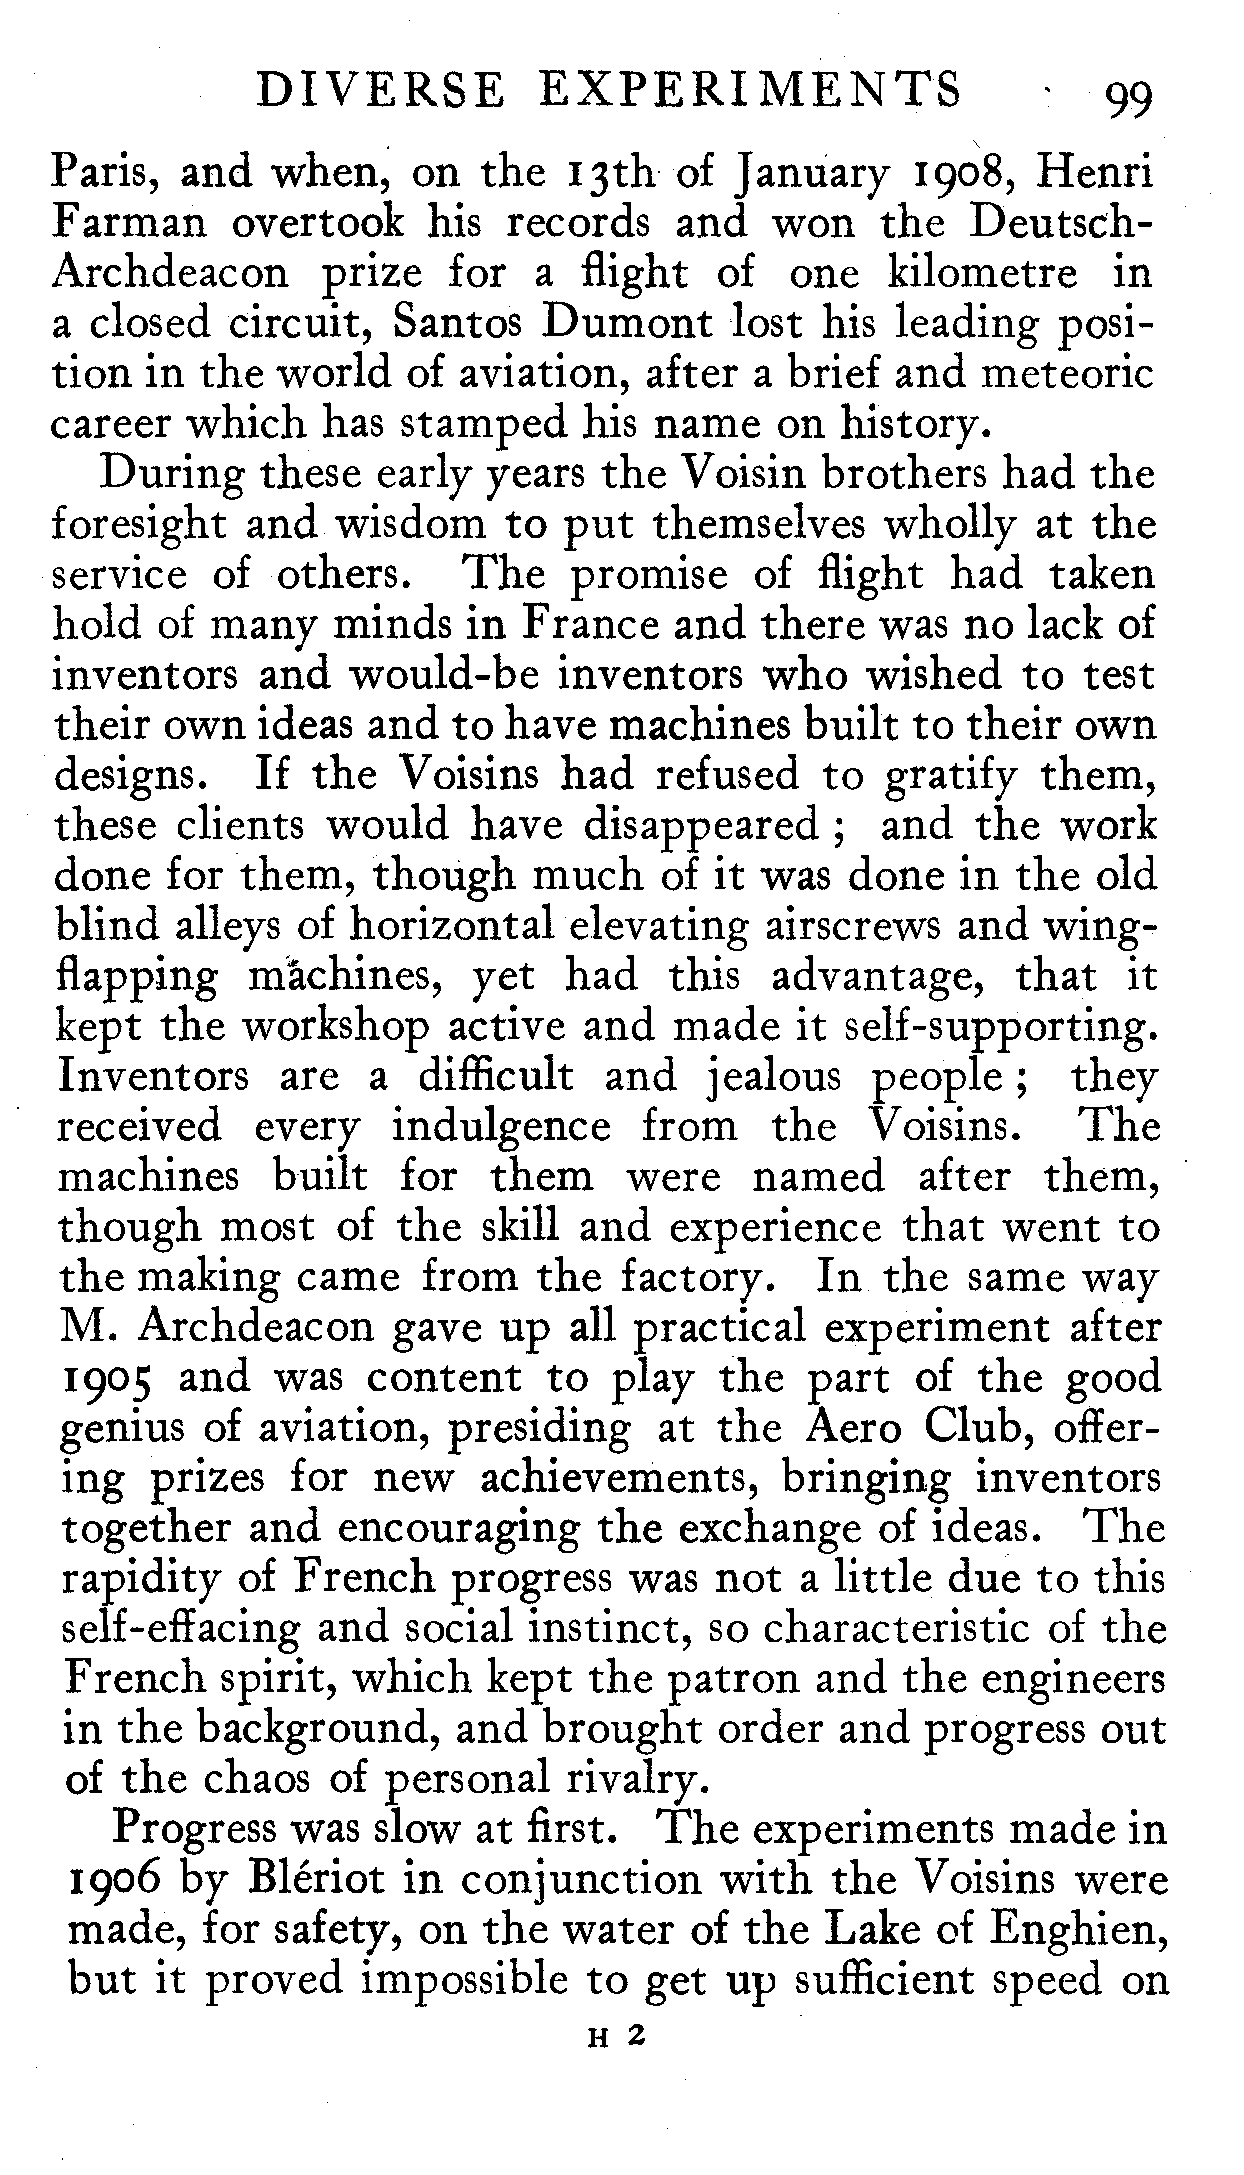 DIVERSE EXPERIMENTS 99
Paris, and when, on the 13th of January 1908, Henri
Farman overtook his records and won the Deutsch-
Archdeacon prize for a flight of one kilometre in
a closed circuit, Santos Dumont lost his leading posi-
tion in the world of aviation, after a brief and meteoric
career which has stamped his name on history.
During these early years the Voisin brothers had the
foresight and wisdom to put themselves wholly at the
service of others. The promise of flight had taken
hold of many minds in France and there was no lack of
inventors and would-be inventors who wished to test
their own ideas and to have machines built to their own
designs. If the Voisins had refused to gratify them,
these clients would have disappeared ; and the work
done for them, though much of it was done in the old
blind alleys of horizontal elevating airscrews and wing-
flapping machines, yet had this advantage, that it
kept the workshop active and made it self-supporting.
Inventors are a difficult and jealous people ; they
received every indulgence from the Voisins. The
machines built for them were named after them,
though most of the skill and experience that went to
the making came from the factory. In the same way
M. Archdeacon gave up all practical experiment after
1905 and was content to play the part of the good
genius of aviation, presiding at the Aero Club, offer-
ing prizes for new achievements, bringing inventors
together and encouraging the exchange of ideas. The
rapidity of French progress was not a little due to this
self-effacing and social instinct, so characteristic of the
French spirit, which kept the patron and the engineers
in the background, and brought order and progress out
of the chaos of personal rivalry.
Progress was slow at first. The experiments made in
1906 by Blériot in conjunction with the Voisins were
made, for safety, on the water of the Lake of Enghien,
but it proved impossible to get up sufficient speed on
H 2